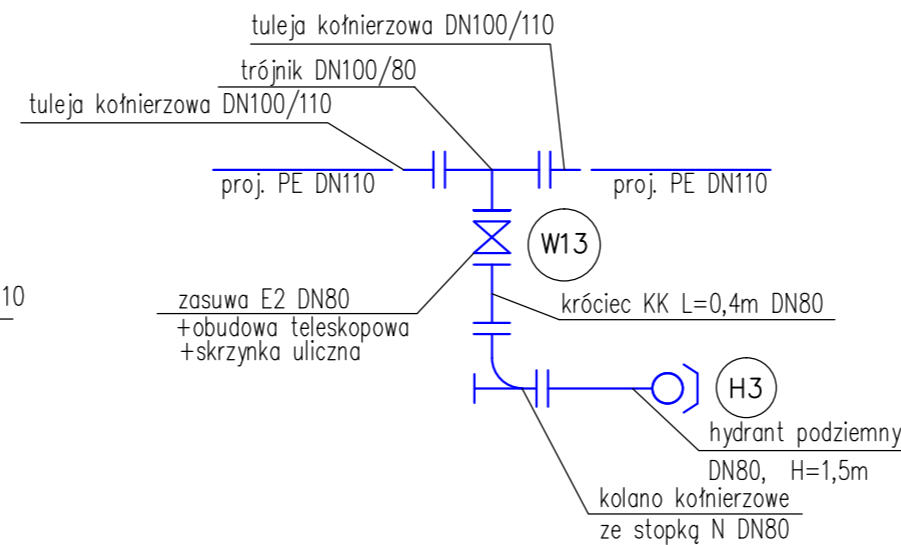 tuleja kołnierzowa DN100/110
trójnik DN100/80
tuleja kołnierzowa DN100/110
proj. PE DN110
proj. PE DN110
W13
10
zasuwa E2 DN80
+obudowa teleskopowa
+skrzynka uliczna
króciec KK L=0,4m DN80
H3
hydrant podziemny
DN80, H=1,5m
kolano kołnierzowe
ze stopką N DN80